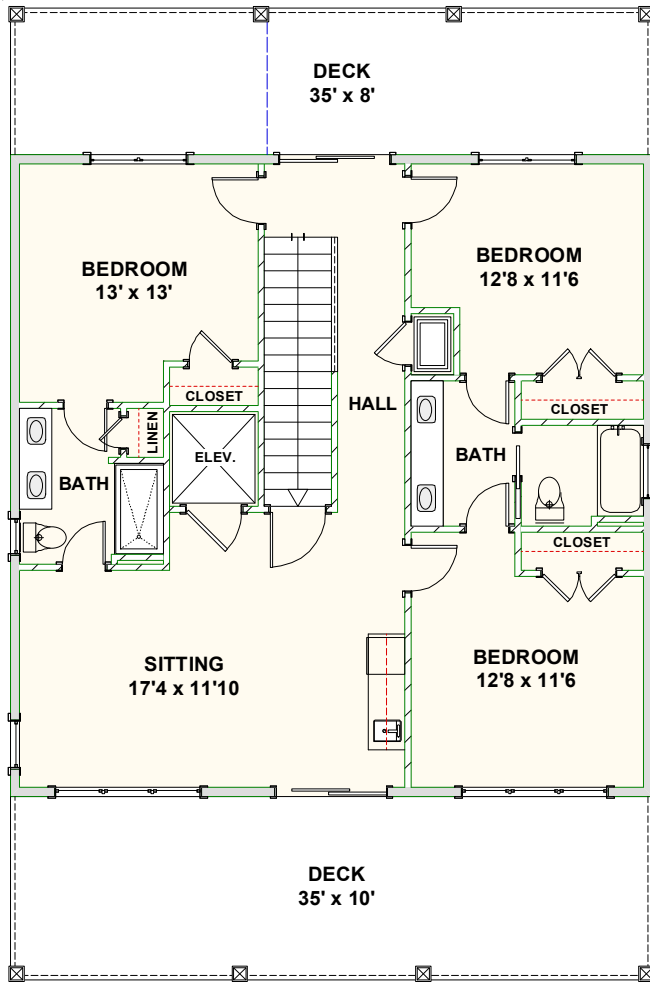 DECK
35' x 8'
BEDROOM
13' x 13'
BEDROOM
12'8 x 11'6
CLOSET
HALL
CLOSET
LINEN
ELEV.
BATH
BATH
CLOSET
SITTING
17'4 x 11'10
BEDROOM
12'8 x 11'6
DECK
35' x 10'